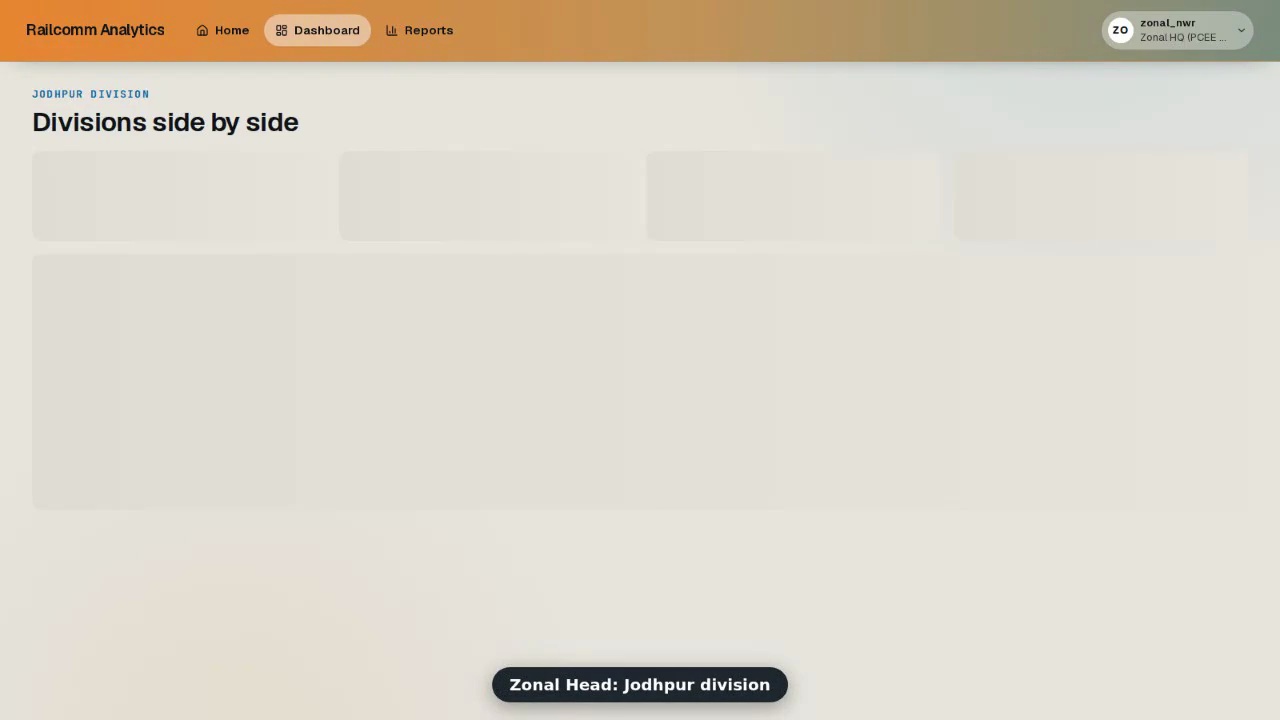 Railcomm Analytics
Home
Dashboard
Reports
ZO
zonal_nwr
Zonal HQ (PCEE ...
JODHPUR DIVISION
Divisions side by side
Zonal Head: Jodhpur division